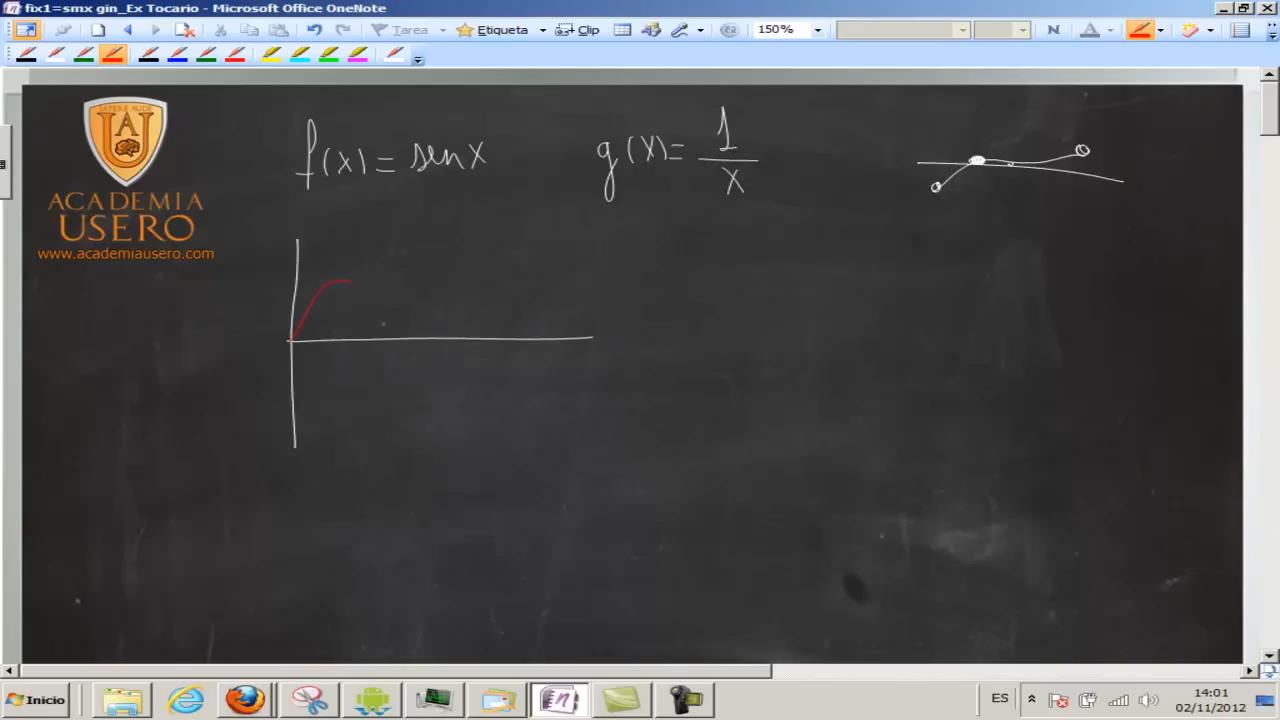 fix1=smx gin_Ex Tocario - Microsoft Office OneNote
Tarea Etiqueta Clip 150% N A
SAPERE AUDE
UA
ACADEMIA
USERO
www.academiausero.com
f(x) = sen x g(x) = 1/x
Inicio ES 14:01
02/11/2012